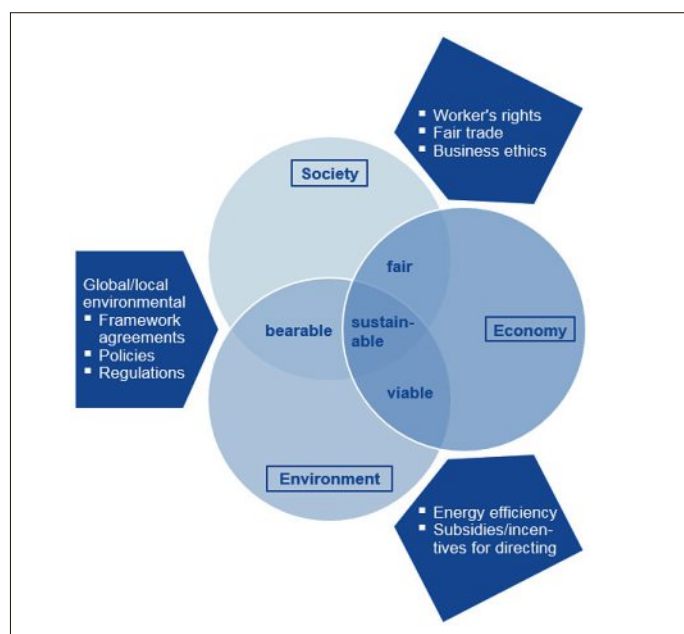 ▪ Worker's rights
▪ Fair trade
▪ Business ethics
Society
fair
Global/local
environmental
▪ Framework
agreements
▪ Policies
▪ Regulations
bearable
sustain-
able
Economy
viable
Environment
▪ Energy efficiency
▪ Subsidies/incen-
tives for directing